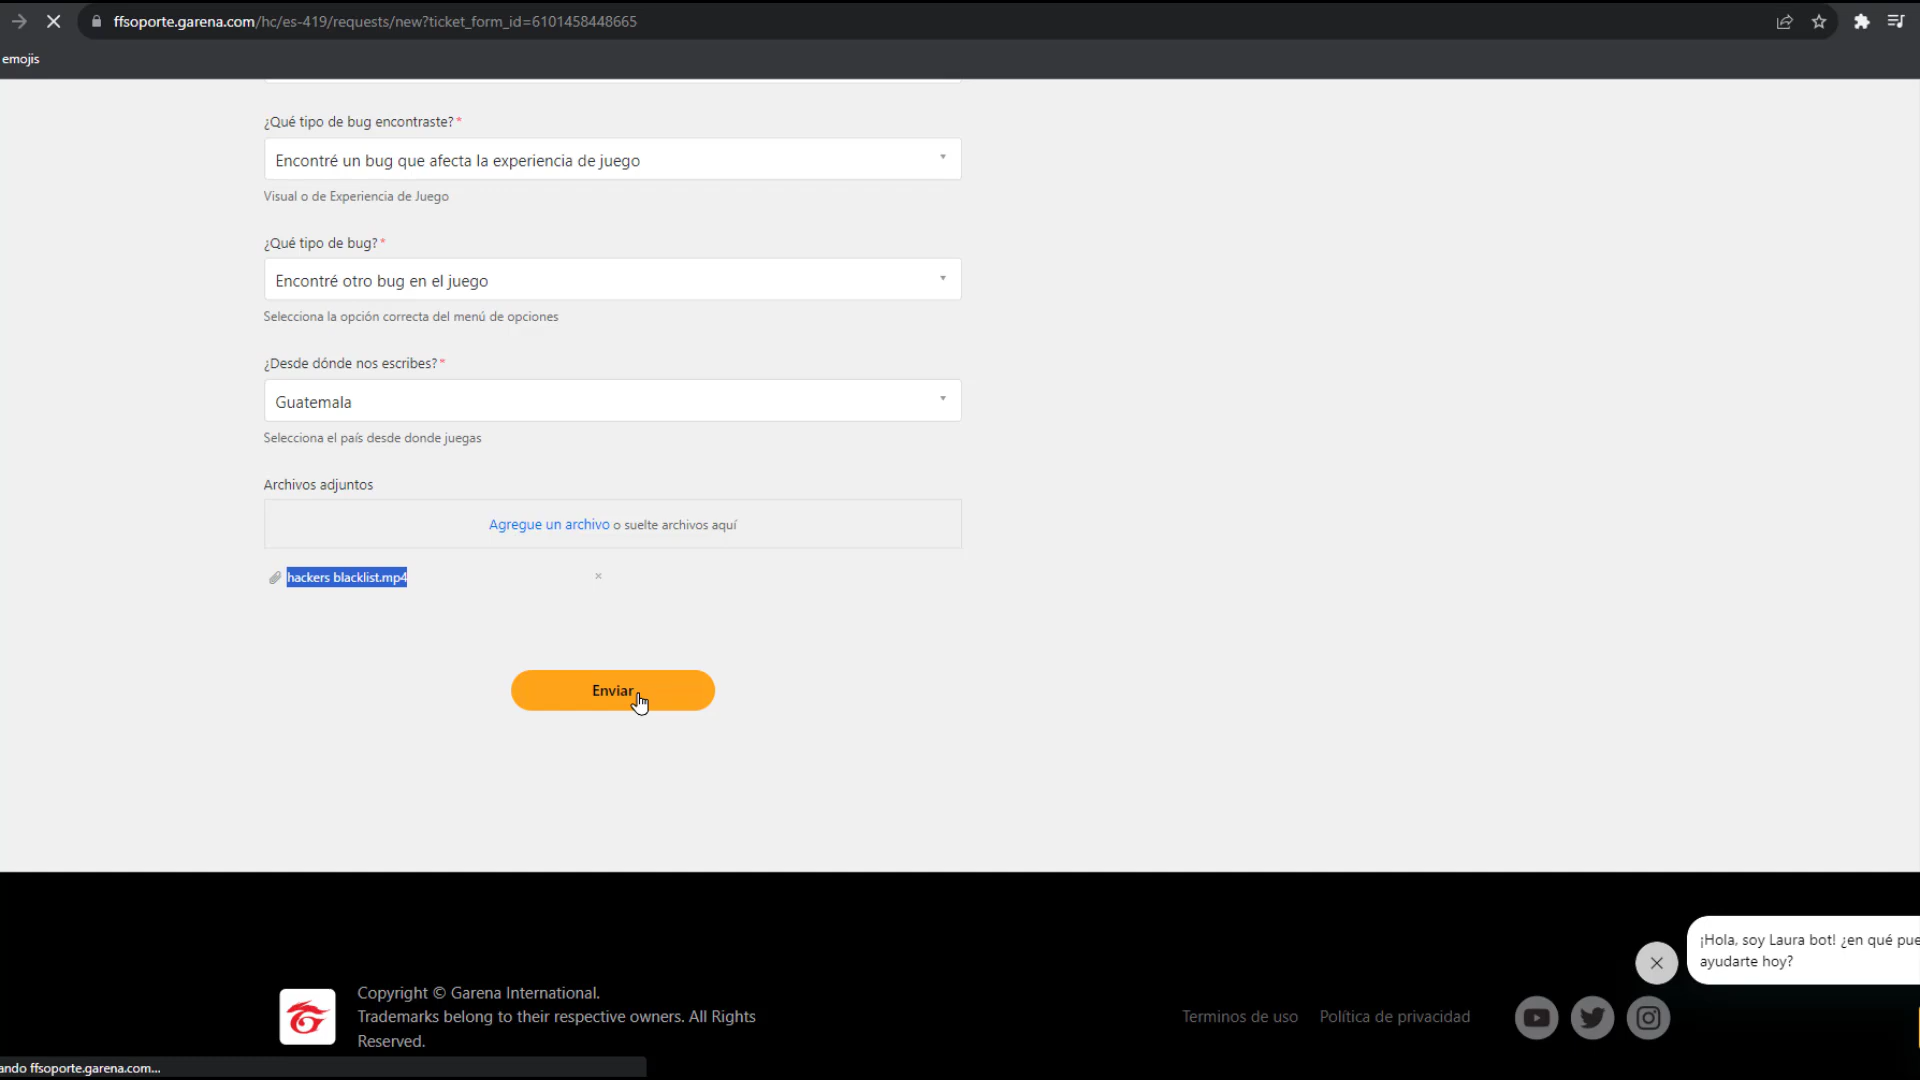 ffsoporte.garena.com/hc/es-419/requests/new?ticket_form_id=6101458448665
emojis
¿Qué tipo de bug encontraste?*
Encontré un bug que afecta la experiencia de juego
Visual o de Experiencia de Juego
¿Qué tipo de bug?*
Encontré otro bug en el juego
Selecciona la opción correcta del menú de opciones
¿Desde dónde nos escribes?*
Guatemala
Selecciona el país desde donde juegas
Archivos adjuntos
Agregue un archivo o suelte archivos aquí
hackers blacklist.mp4
Enviar
¡Hola, soy Laura bot! ¿en qué pue
ayudarte hoy?
Copyright © Garena International.
Trademarks belong to their respective owners. All Rights
Reserved.
Terminos de uso
Política de privacidad
ando ffsoporte.garena.com...